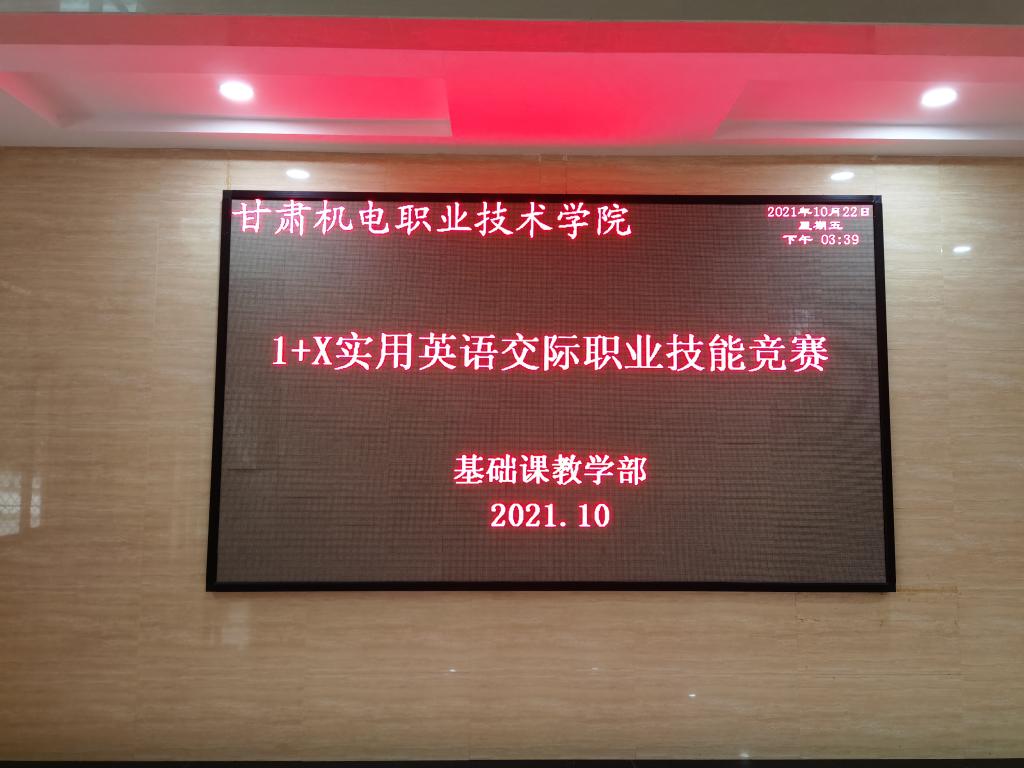 甘肃机电职业技术学院
2021年10月22日
星期五
下午 03:39
1+X实用英语交际职业技能竞赛
基础课教学部
2021.10